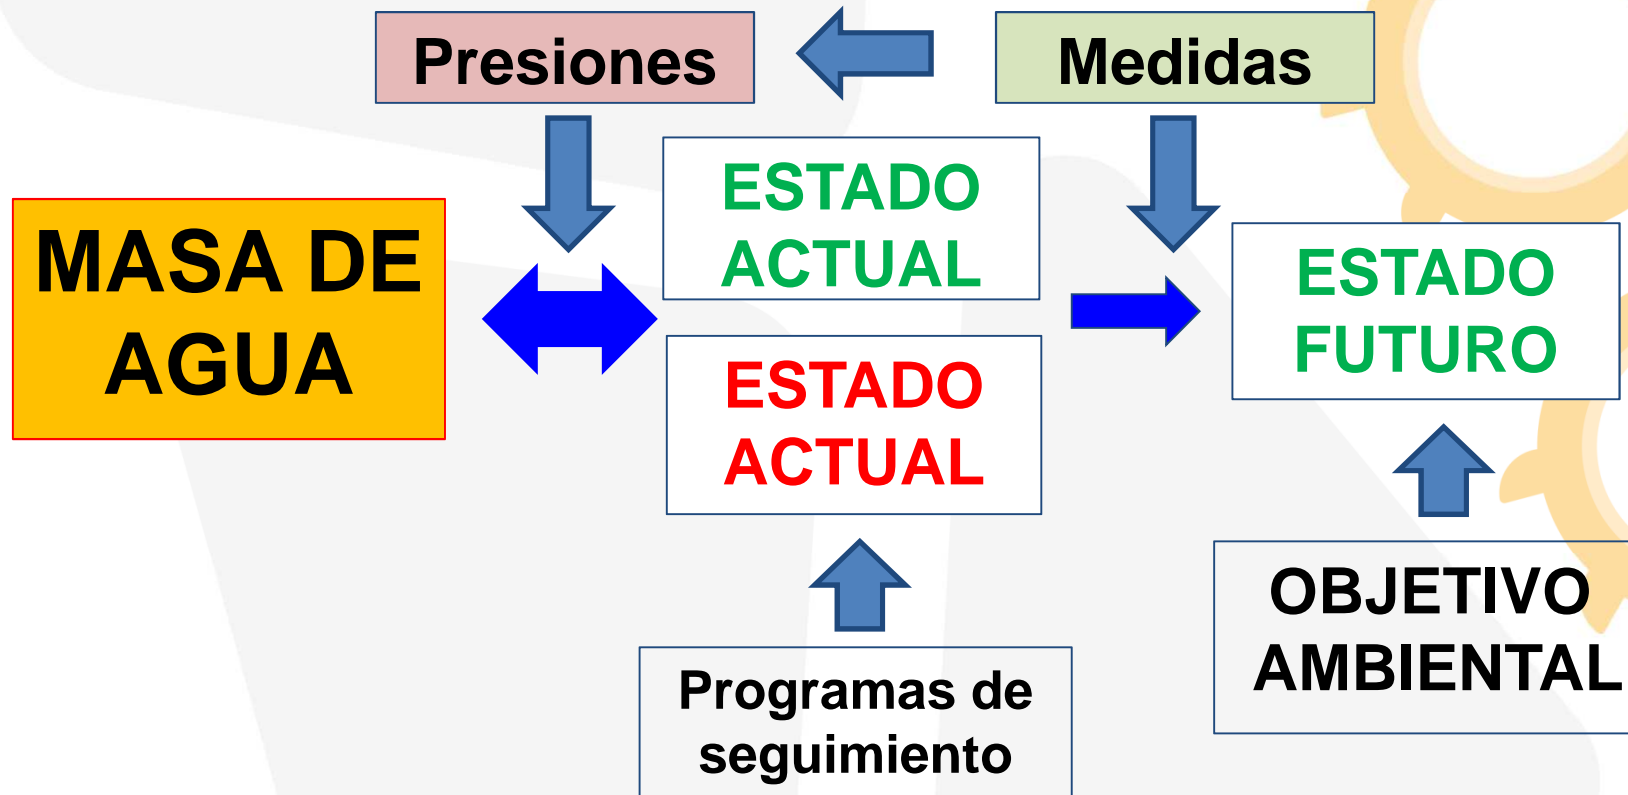 Presiones
Medidas
ESTADO
ACTUAL
MASA DE
AGUA
ESTADO
FUTURO
ESTADO
ACTUAL
OBJETIVO
AMBIENTAL
Programas de
seguimiento